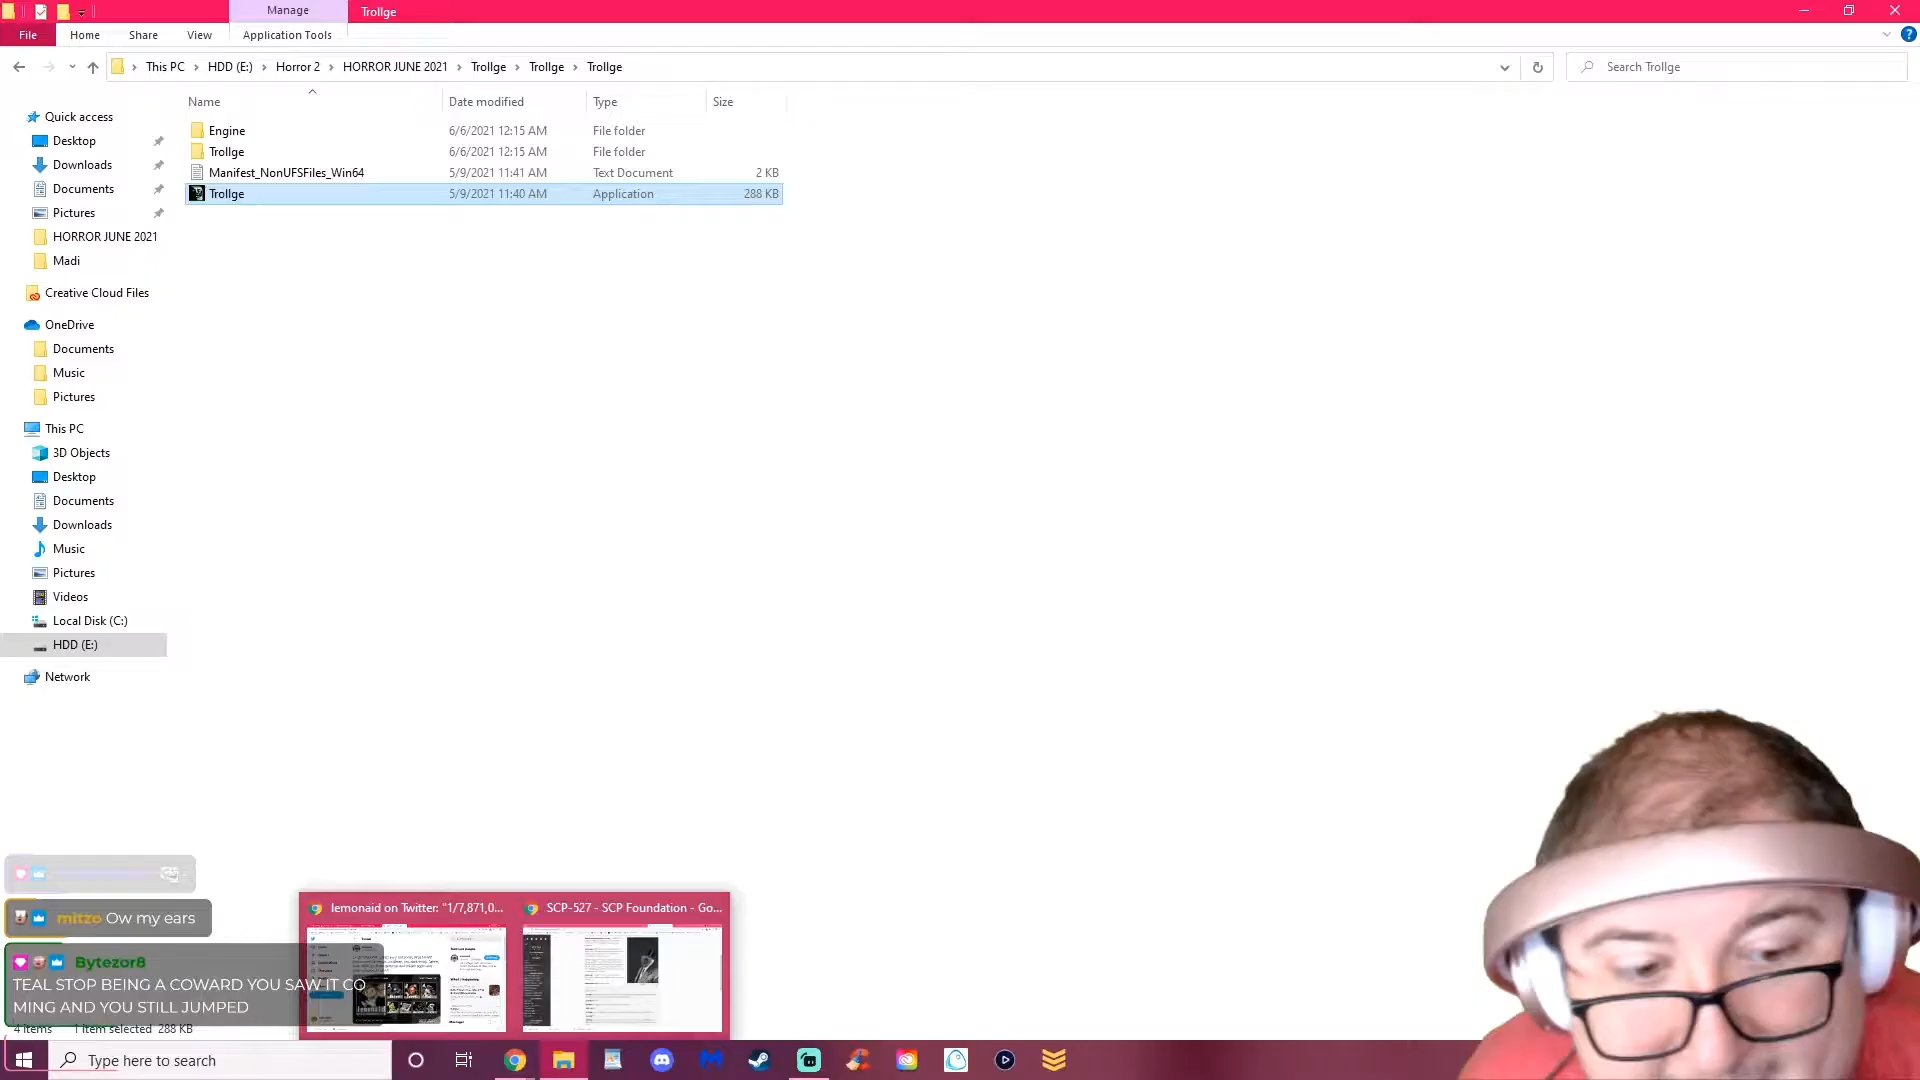 Manage
Trollge
File
Home
Share
View
Application Tools
This PC
HDD (E:)
Horror 2
HORROR JUNE 2021
Trollge
Trollge
Trollge
Search Trollge
Name
Date modified
Type
Size
Engine
6/6/2021 12:15 AM
File folder
Trollge
6/6/2021 12:15 AM
File folder
Manifest_NonUFSFiles_Win64
5/9/2021 11:41 AM
Text Document
2 KB
Trollge
5/9/2021 11:40 AM
Application
288 KB
Quick access
Desktop
Downloads
Documents
Pictures
HORROR JUNE 2021
Madi
Creative Cloud Files
OneDrive
Documents
Music
Pictures
This PC
3D Objects
Desktop
Documents
Downloads
Music
Pictures
Videos
Local Disk (C:)
HDD (E:)
Network
mitzo Ow my ears
Bytezor8
TEAL STOP BEING A COWARD YOU SAW IT CO
MING AND YOU STILL JUMPED
4 items
1 item selected 288 KB
lemonaid on Twitter: "1/7,871,0...
SCP-527 - SCP Foundation - Go...
Type here to search